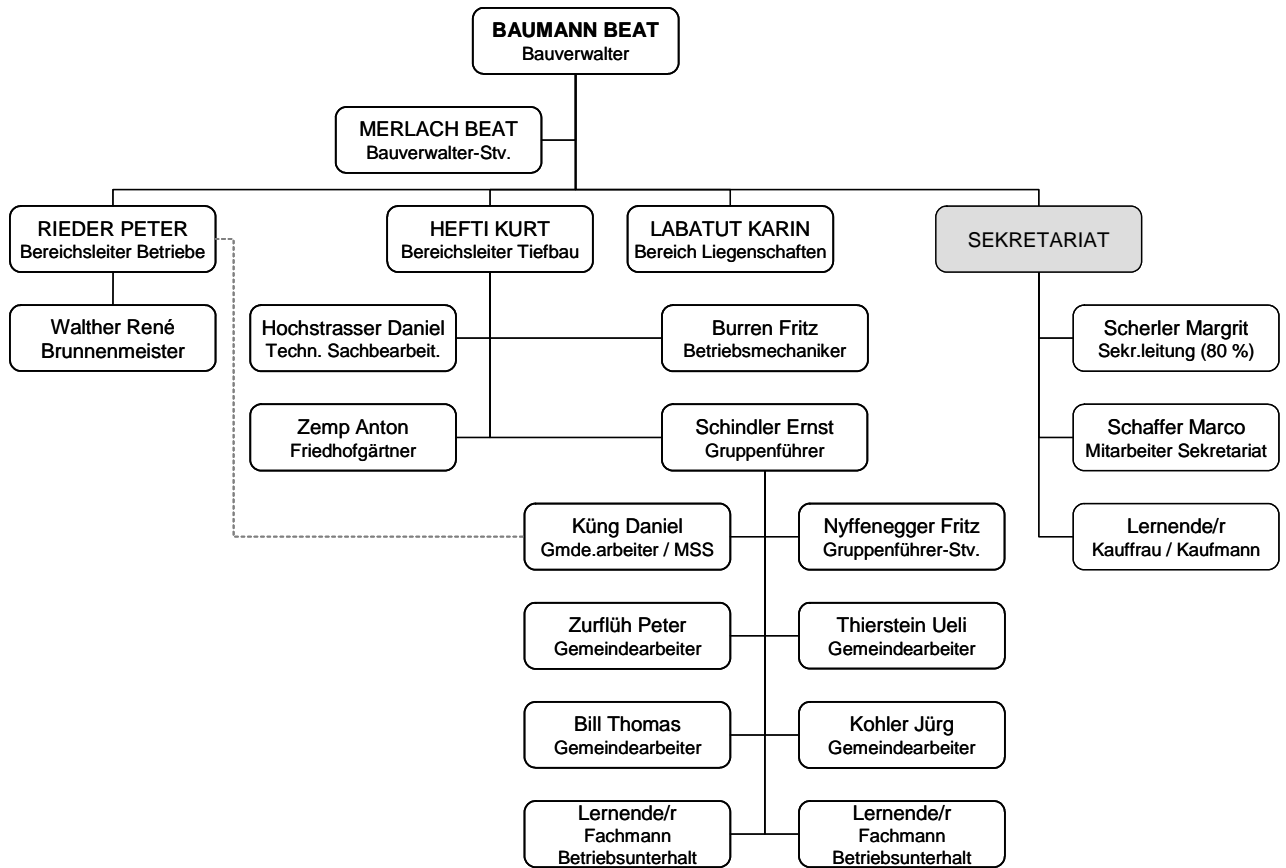 BAUMANN BEAT
Bauverwalter
MERLACH BEAT
Bauverwalter-Stv.
RIEDER PETER
Bereichsleiter Betriebe
HEFTI KURT
Bereichsleiter Tiefbau
LABATUT KARIN
Bereich Liegenschaften
SEKRETARIAT
Walther René
Brunnenmeister
Hochstrasser Daniel
Techn. Sachbearbeit.
Burren Fritz
Betriebsmechaniker
Scherler Margrit
Sekr.leitung (80 %)
Zemp Anton
Friedhofgärtner
Schindler Ernst
Gruppenführer
Schaffer Marco
Mitarbeiter Sekretariat
Küng Daniel
Gmde.arbeiter / MSS
Nyffenegger Fritz
Gruppenführer-Stv.
Lernende/r
Kauffrau / Kaufmann
Zurflüh Peter
Gemeindearbeiter
Thierstein Ueli
Gemeindearbeiter
Bill Thomas
Gemeindearbeiter
Kohler Jürg
Gemeindearbeiter
Lernende/r
Fachmann
Betriebsunterhalt
Lernende/r
Fachmann
Betriebsunterhalt